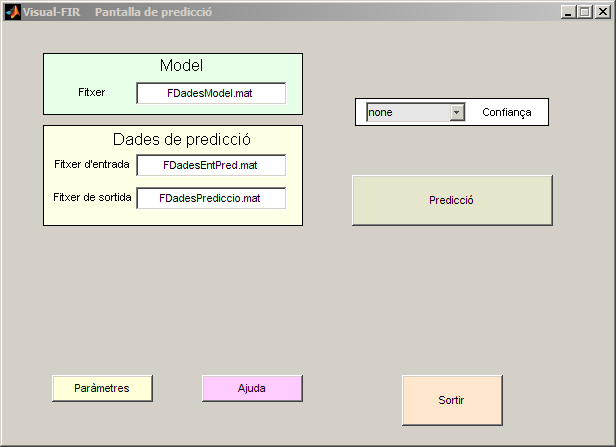 Visual-FIR Pantalla de predicció
Model
Fitxer FDadesModel.mat
none Confiança
Dades de predicció
Fitxer d'entrada FDadesEntPred.mat
Fitxer de sortida FDadesPrediccio.mat
Predicció
Paràmetres Ajuda Sortir